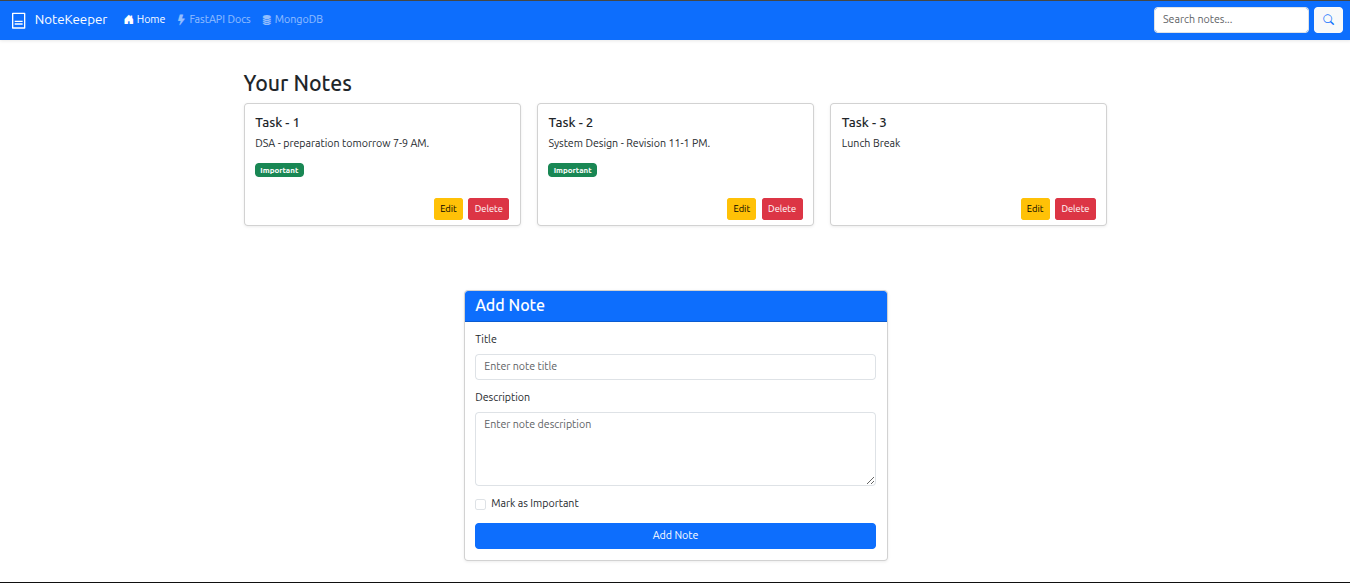 NoteKeeper Home FastAPI Docs MongoDB Search notes...
Your Notes
Task - 1
DSA - preparation tomorrow 7-9 AM.
Important
Edit Delete
Task - 2
System Design - Revision 11-1 PM.
Important
Edit Delete
Task - 3
Lunch Break
Edit Delete
Add Note
Title
Enter note title
Description
Enter note description
Mark as Important
Add Note